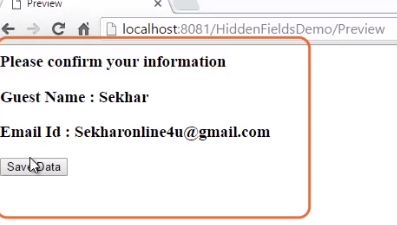 Preview
localhost:8081/HiddenFieldsDemo/Preview
Please confirm your information
Guest Name : Sekhar
Email Id : Sekharonline4u@gmail.com
Save Data